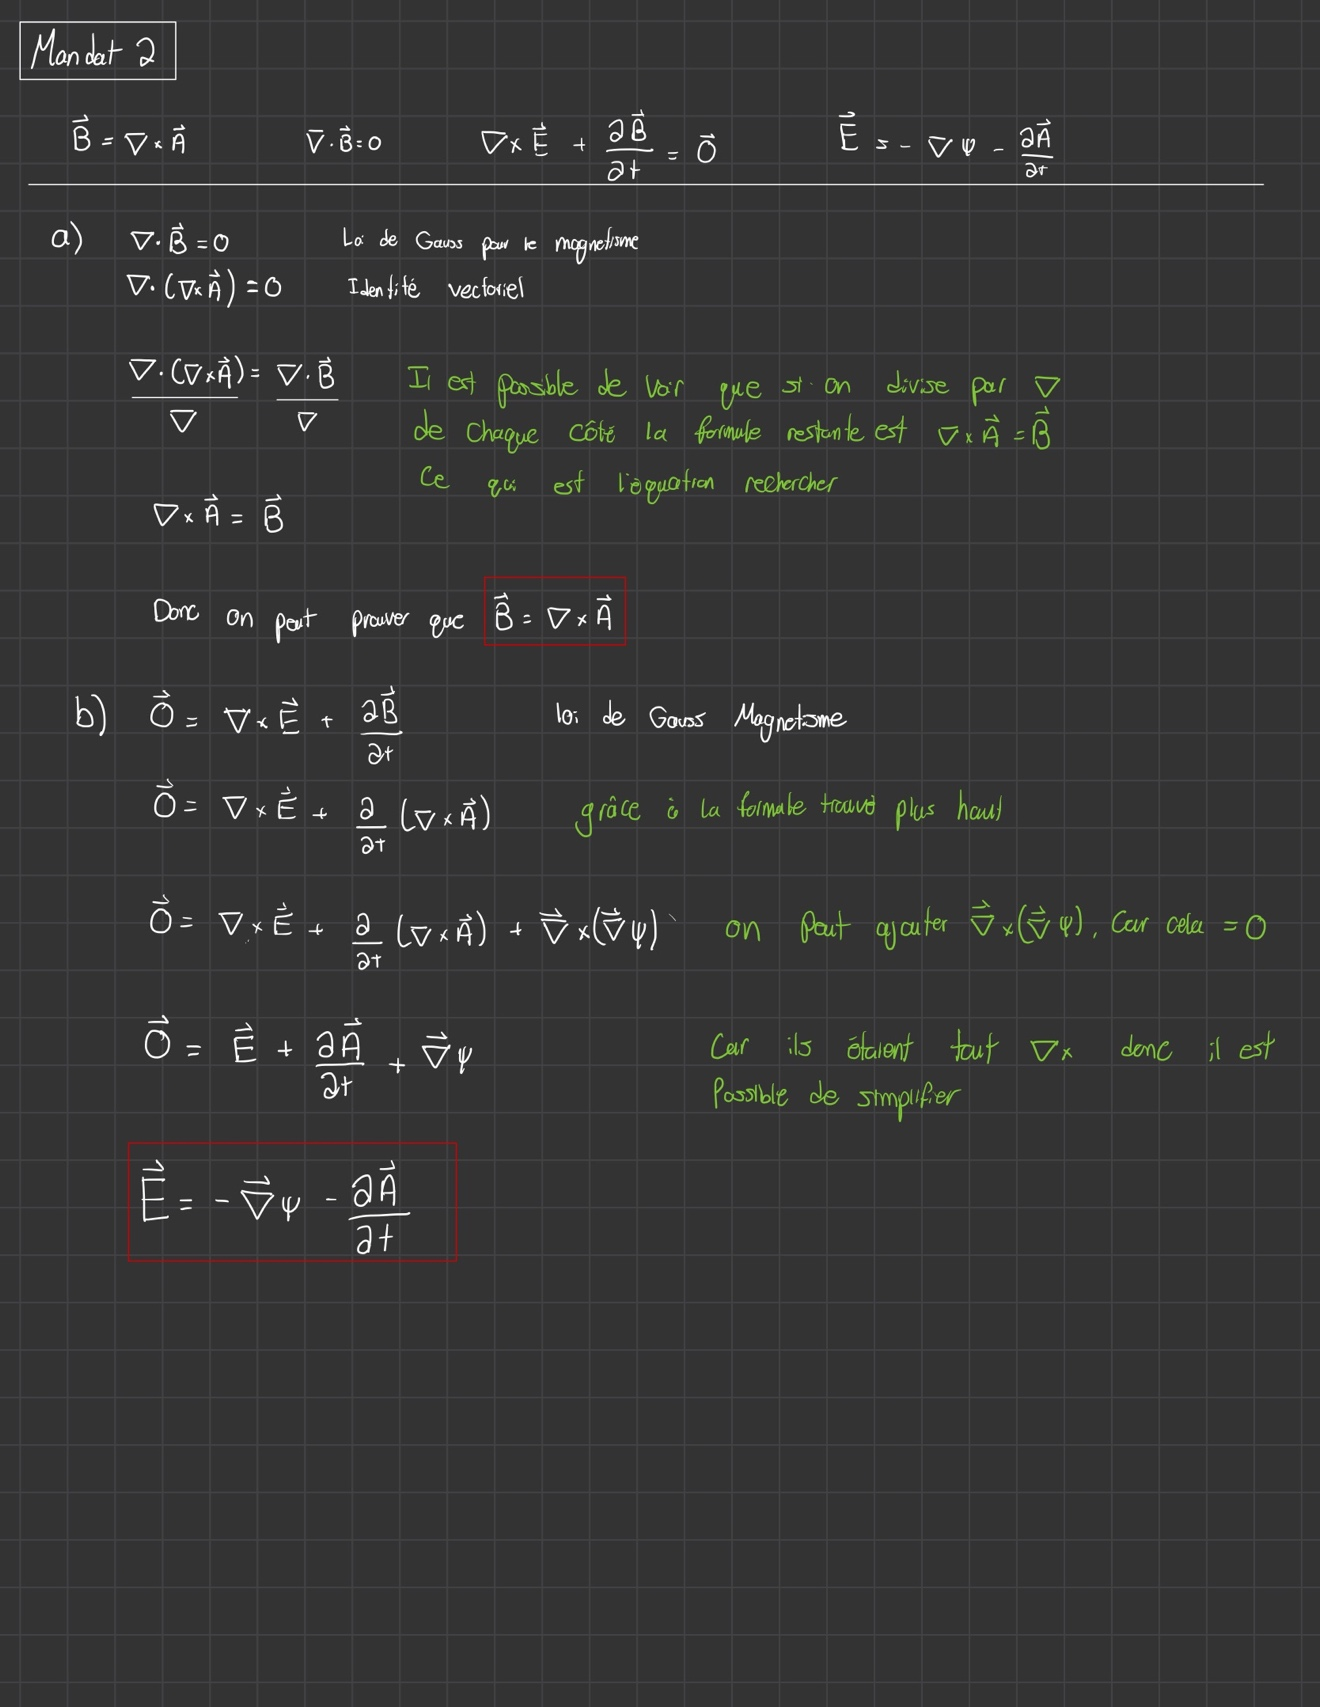 Mandat 2
B⃗ = ∇ × A⃗    ∇ · B⃗ = 0    ∇ × E⃗ + ∂B⃗/∂t = 0⃗    E⃗ = - ∇ψ - ∂A⃗/∂t
a) ∇ · B⃗ = 0    Loi de Gauss pour le magnetisme
∇ · (∇ × A⃗) = 0    Identité vectoriel
∇ · (∇ × A⃗)/∇ = ∇ · B⃗/∇    Il est possible de voir que si on divise par ∇
de chaque côté la formule restante est ∇ × A⃗ = B⃗
Ce qui est l'équation rechercher
∇ × A⃗ = B⃗
Donc on peut prouver que B⃗ = ∇ × A⃗
b) 0⃗ = ∇ × E⃗ + ∂B⃗/∂t    loi de Gauss Magnetisme
0⃗ = ∇ × E⃗ + ∂/∂t (∇ × A⃗)    grâce à la formule trouvé plus haut
0⃗ = ∇ × E⃗ + ∂/∂t (∇ × A⃗) + ∇⃗ × (∇⃗ψ)    on peut ajouter ∇⃗ × (∇⃗ψ), Car cela = 0
0⃗ = E⃗ + ∂A⃗/∂t + ∇⃗ψ    Car ils étaient tout ∇ × donc il est
Possible de simplifier
E⃗ = - ∇⃗ψ - ∂A⃗/∂t